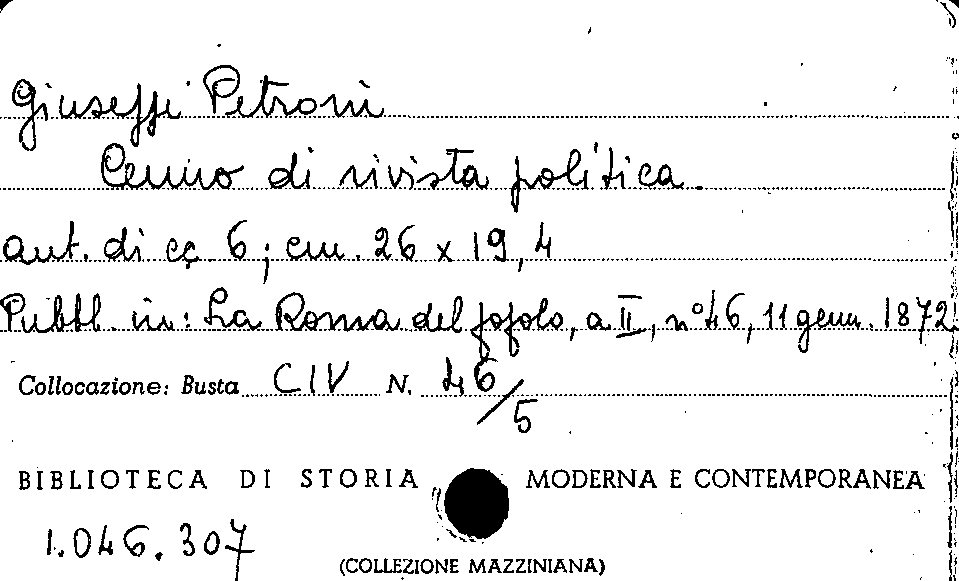 Giuseppi Petroni
Cenno di rivista política.
aut. di cc. 6; cm. 26 x 19,4
Pubbl in: La Roma del popolo, a II, n° 46, 11 genn. 1872.
Collocazione: Busta CIV N. 46/5
BIBLIOTECA DI STORIA MODERNA E CONTEMPORANEA
1.046.307
(COLLEZIONE MAZZINIANA)